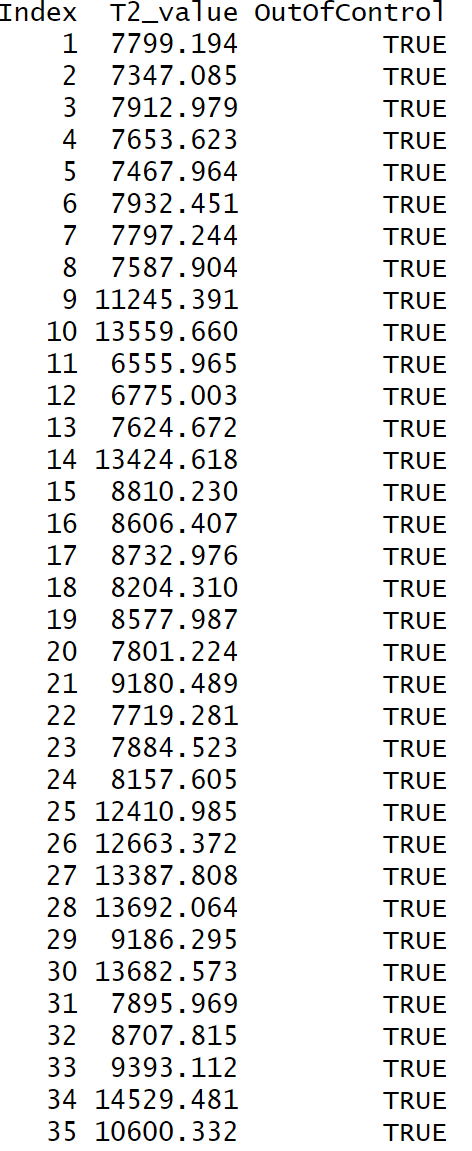 Index T2_value OutOfControl
1 7799.194 TRUE
2 7347.085 TRUE
3 7912.979 TRUE
4 7653.623 TRUE
5 7467.964 TRUE
6 7932.451 TRUE
7 7797.244 TRUE
8 7587.904 TRUE
9 11245.391 TRUE
10 13559.660 TRUE
11 6555.965 TRUE
12 6775.003 TRUE
13 7624.672 TRUE
14 13424.618 TRUE
15 8810.230 TRUE
16 8606.407 TRUE
17 8732.976 TRUE
18 8204.310 TRUE
19 8577.987 TRUE
20 7801.224 TRUE
21 9180.489 TRUE
22 7719.281 TRUE
23 7884.523 TRUE
24 8157.605 TRUE
25 12410.985 TRUE
26 12663.372 TRUE
27 13387.808 TRUE
28 13692.064 TRUE
29 9186.295 TRUE
30 13682.573 TRUE
31 7895.969 TRUE
32 8707.815 TRUE
33 9393.112 TRUE
34 14529.481 TRUE
35 10600.332 TRUE